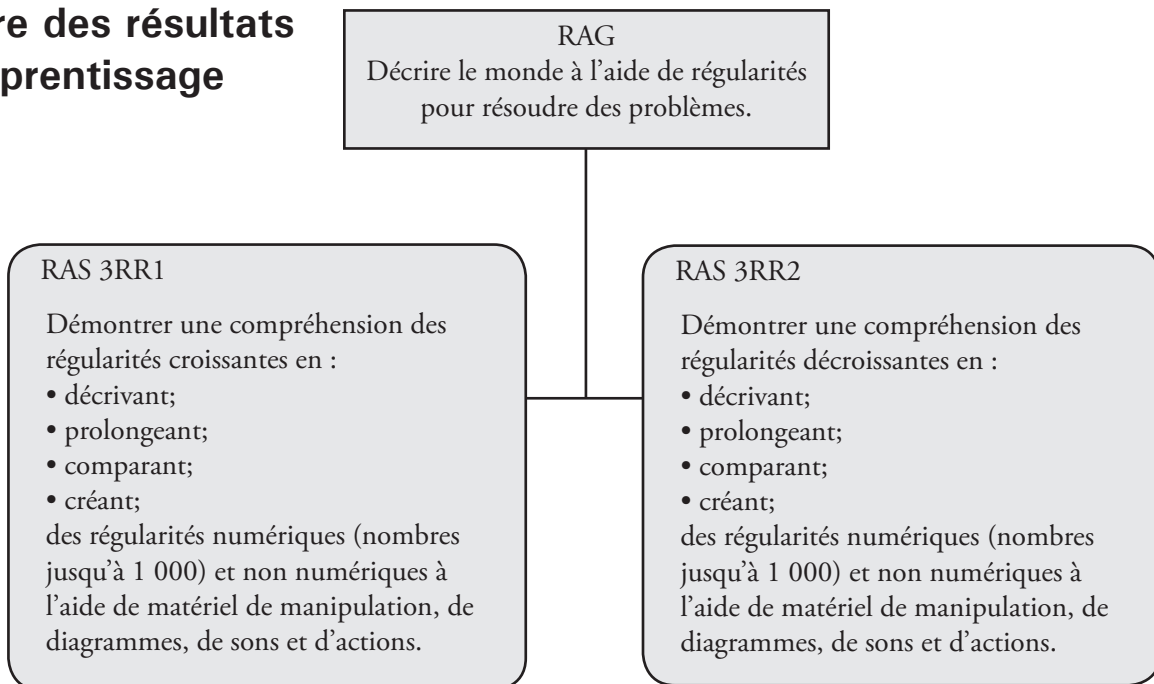 re des résultats
prentissage
RAG
Décrire le monde à l’aide de régularités
pour résoudre des problèmes.
RAS 3RR1
Démontrer une compréhension des
régularités croissantes en :
• décrivant;
• prolongeant;
• comparant;
• créant;
des régularités numériques (nombres
jusqu’à 1 000) et non numériques à
l’aide de matériel de manipulation, de
diagrammes, de sons et d’actions.
RAS 3RR2
Démontrer une compréhension des
régularités décroissantes en :
• décrivant;
• prolongeant;
• comparant;
• créant;
des régularités numériques (nombres
jusqu’à 1 000) et non numériques à
l’aide de matériel de manipulation, de
diagrammes, de sons et d’actions.